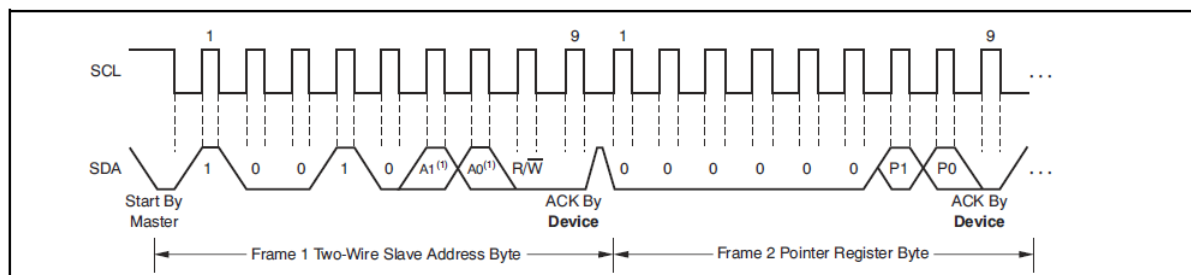 1 9 1 9
SCL ...
SDA 1 0 0 1 0 A1(1) A0(1) R/W̅ 0 0 0 0 0 0 P1 P0 ...
Start By ACK By ACK By
Master Device Device
Frame 1 Two-Wire Slave Address Byte Frame 2 Pointer Register Byte